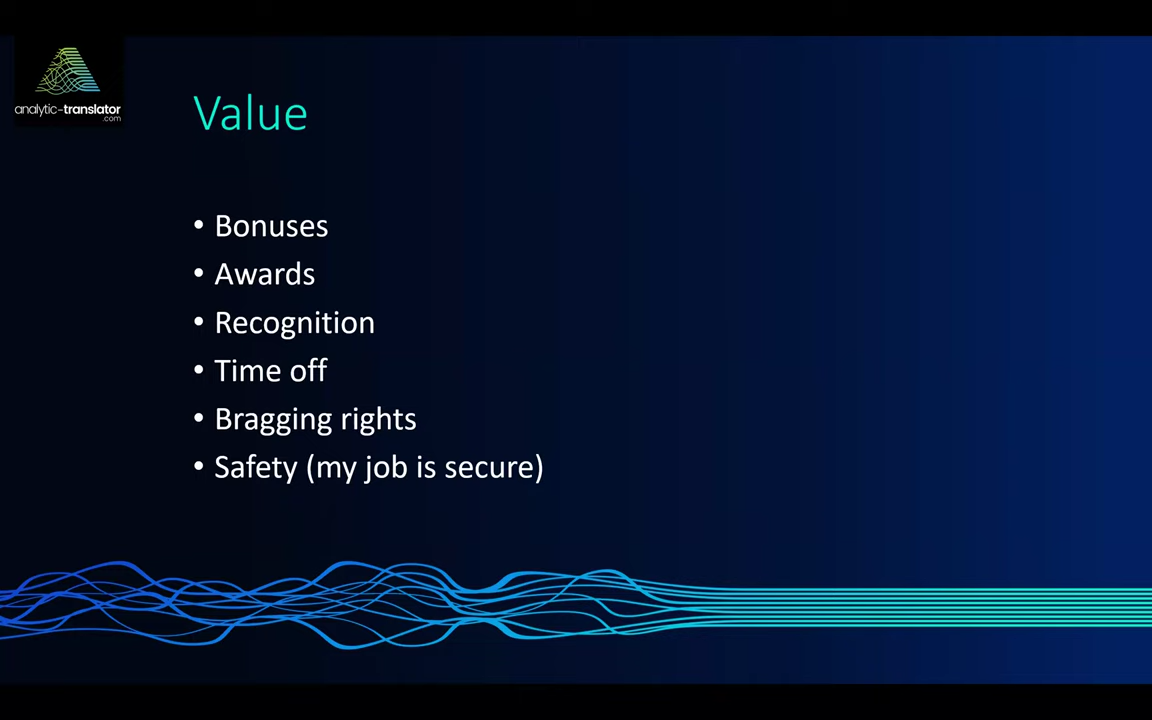 analytic-translator
.com
Value
• Bonuses
• Awards
• Recognition
• Time off
• Bragging rights
• Safety (my job is secure)